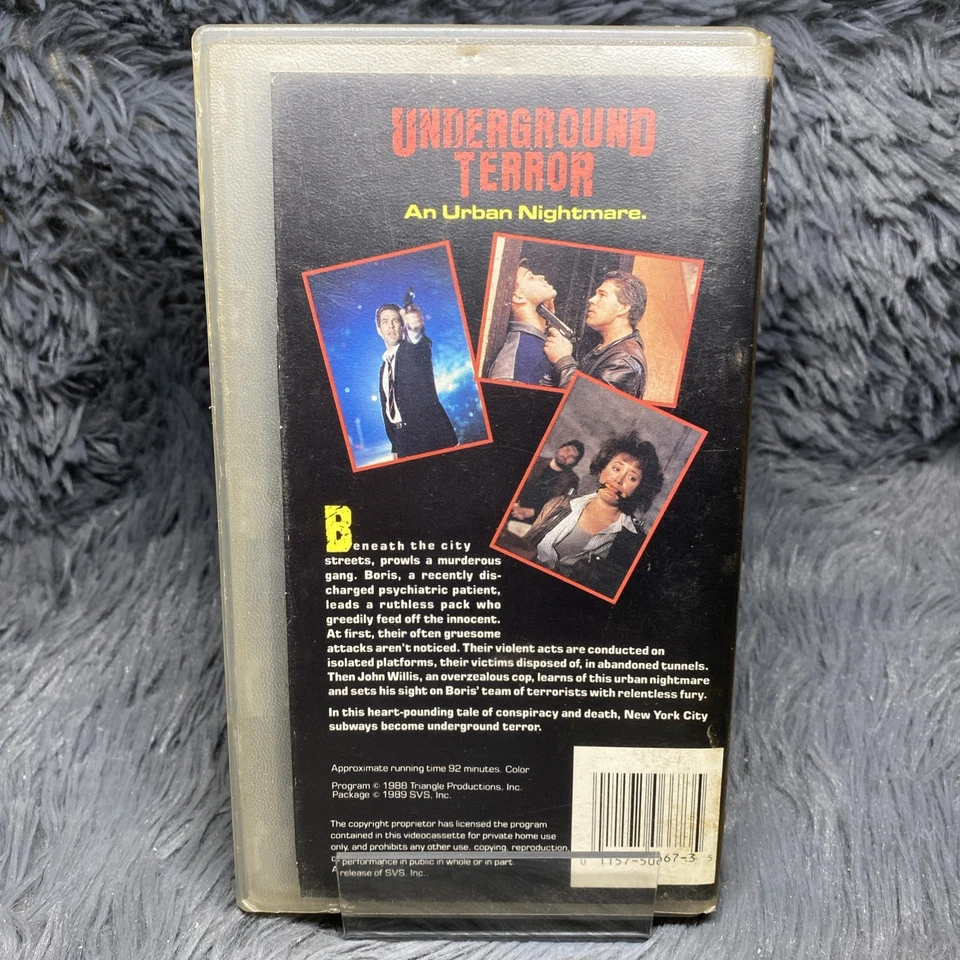 UNDERGROUND
TERROR
An Urban Nightmare.
Beneath the city
streets, prowls a murderous
gang. Boris, a recently dis-
charged psychiatric patient,
leads a ruthless pack who
greedily feed off the innocent.
At first, their often gruesome
attacks aren't noticed. Their violent acts are conducted on
isolated platforms, their victims disposed of, in abandoned tunnels.
Then John Willis, an overzealous cop, learns of this urban nightmare
and sets his sight on Boris' team of terrorists with relentless fury.
In this heart-pounding tale of conspiracy and death, New York City
subways become underground terror.
Approximate running time 92 minutes. Color
Program © 1988 Triangle Productions, Inc.
Package © 1989 SVS, Inc.
The copyright proprietor has licensed the program
contained in this videocassette for private home use
only, and prohibits any other use, copying, reproduction,
or performance in public in whole or in part.
A release of SVS, Inc.
0 67-3 5